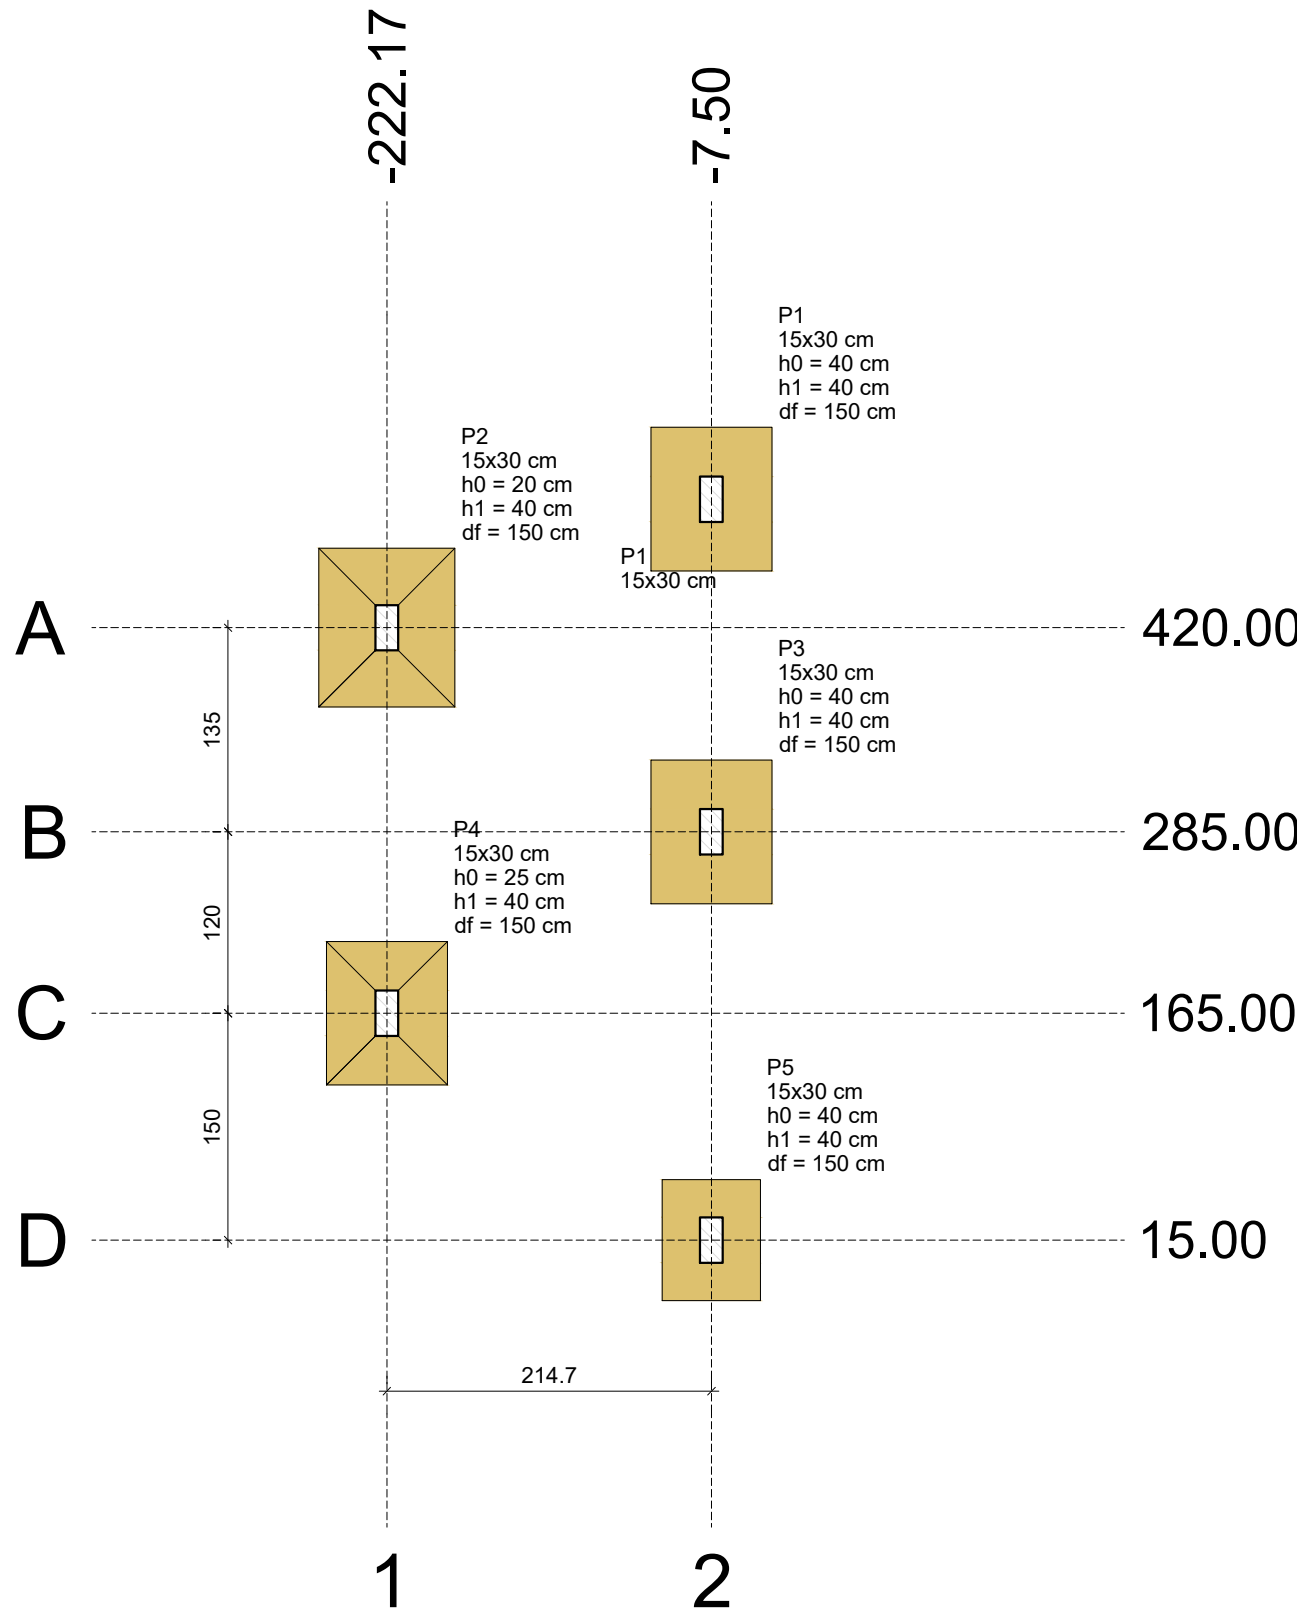 -222.17
-7.50
P1
15x30 cm
h0 = 40 cm
h1 = 40 cm
df = 150 cm
P2
15x30 cm
h0 = 20 cm
h1 = 40 cm
df = 150 cm
P1
15x30 cm
A
420.00
P3
15x30 cm
h0 = 40 cm
h1 = 40 cm
df = 150 cm
135
B
285.00
P4
15x30 cm
h0 = 25 cm
h1 = 40 cm
df = 150 cm
120
C
165.00
P5
15x30 cm
h0 = 40 cm
h1 = 40 cm
df = 150 cm
150
D
15.00
214.7
1
2